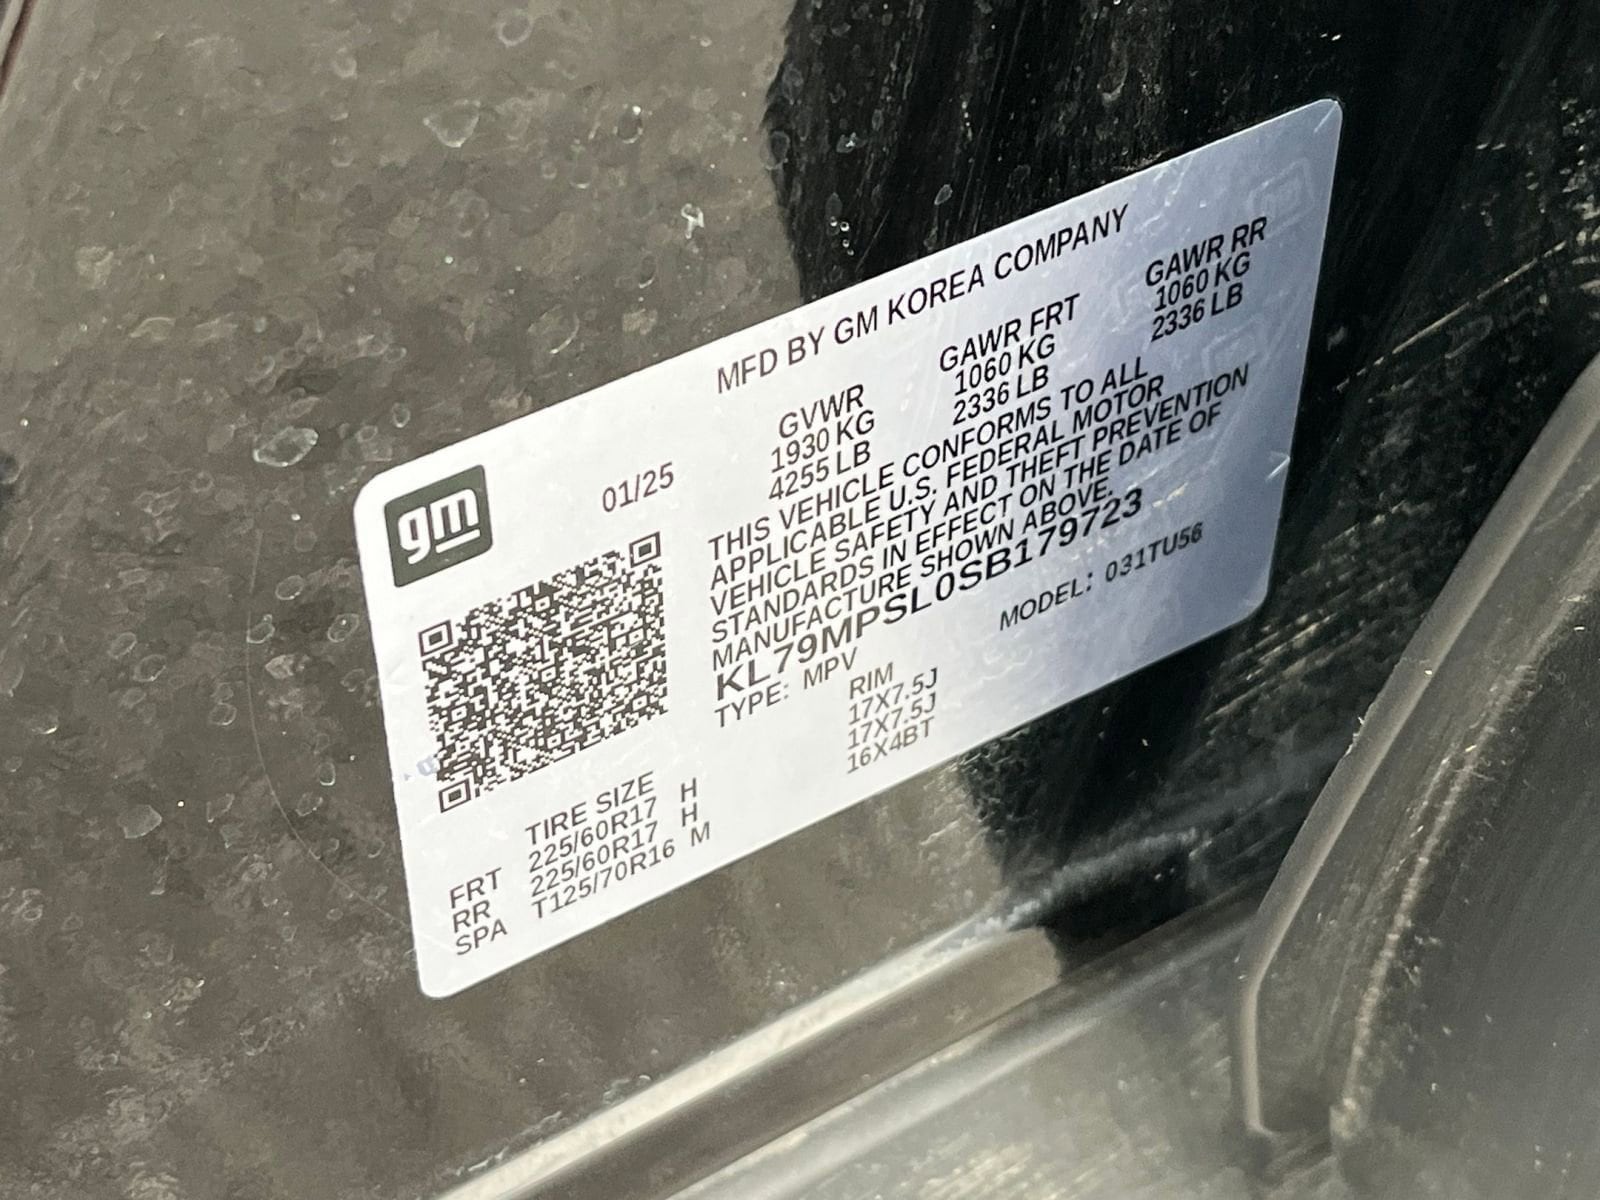 MFD BY GM KOREA COMPANY
gm
01/25
GVWR GAWR FRT GAWR RR
1930 KG 1060 KG 1060 KG
4255 LB 2336 LB 2336 LB
THIS VEHICLE CONFORMS TO ALL
APPLICABLE U.S. FEDERAL MOTOR
VEHICLE SAFETY AND THEFT PREVENTION
STANDARDS IN EFFECT ON THE DATE OF
MANUFACTURE SHOWN ABOVE.
KL79MPSL0SB179723
TYPE: MPV MODEL: 031TU56
TIRE SIZE RIM
FRT 225/60R17 H 17X7.5J
RR 225/60R17 H 17X7.5J
SPA T125/70R16 M 16X4BT